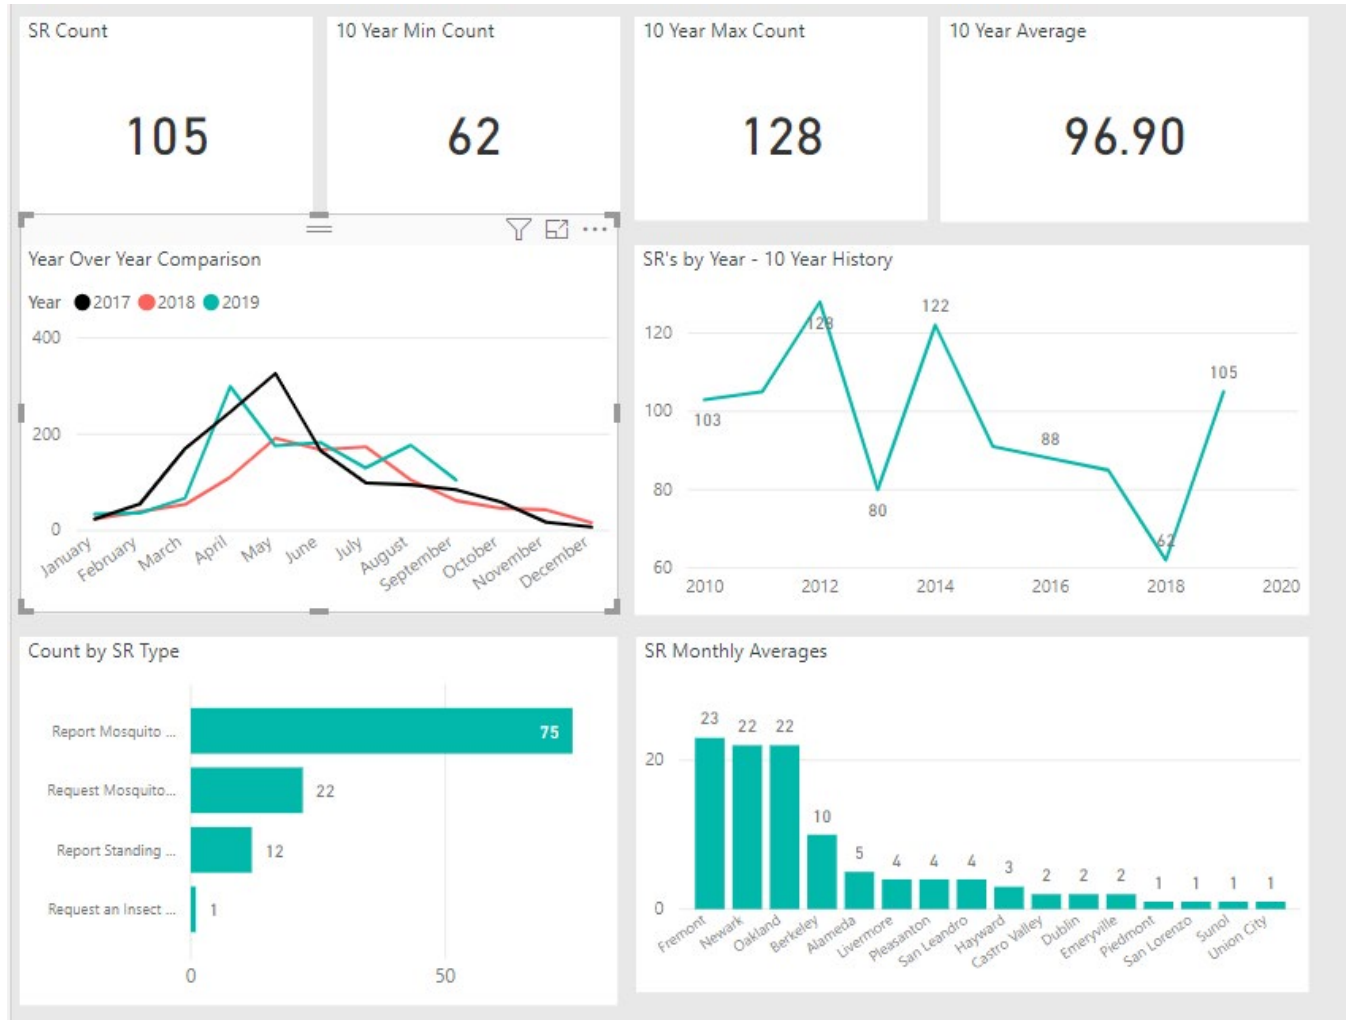 SR Count
105
10 Year Min Count
62
10 Year Max Count
128
10 Year Average
96.90
Year Over Year Comparison
Year 2017 2018 2019
400
200
0
January February March April May June July August September October November December
SR's by Year - 10 Year History
120
100
80
60
103
128
80
122
88
62
105
2010 2012 2014 2016 2018 2020
Count by SR Type
Report Mosquito ... 75
Request Mosquito... 22
Report Standing ... 12
Request an Insect ... 1
0 50
SR Monthly Averages
20
0
23 22 22 10 5 4 4 4 3 2 2 2 1 1 1 1
Fremont Newark Oakland Berkeley Alameda Livermore Pleasanton San Leandro Hayward Castro Valley Dublin Emeryville Piedmont San Lorenzo Sunol Union City